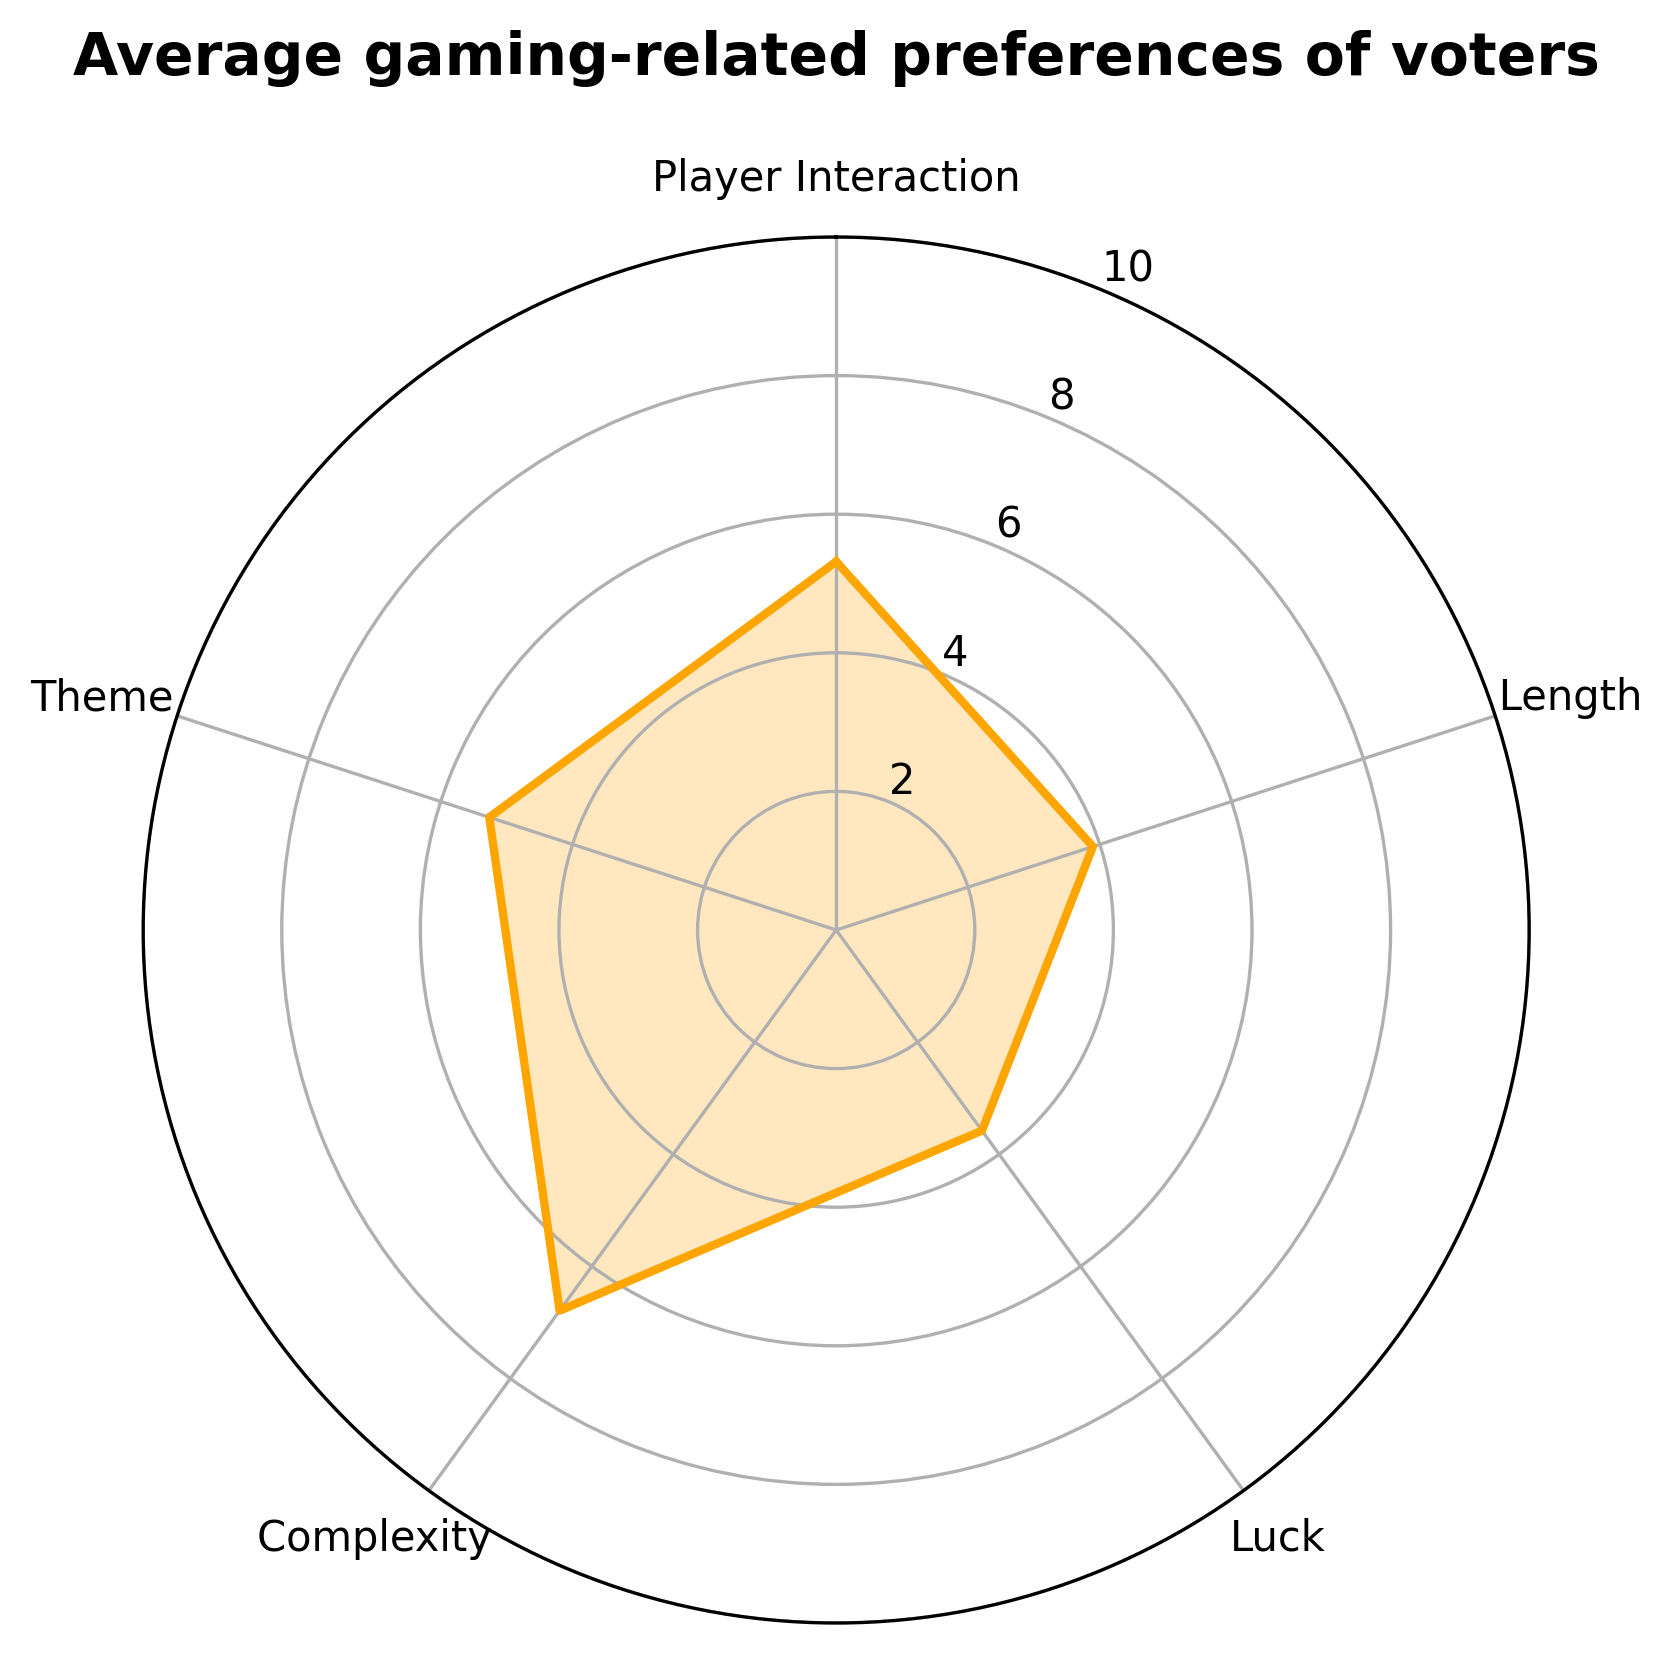 Average gaming-related preferences of voters
Player Interaction
10
8
6
4
2
Theme
Length
Complexity
Luck